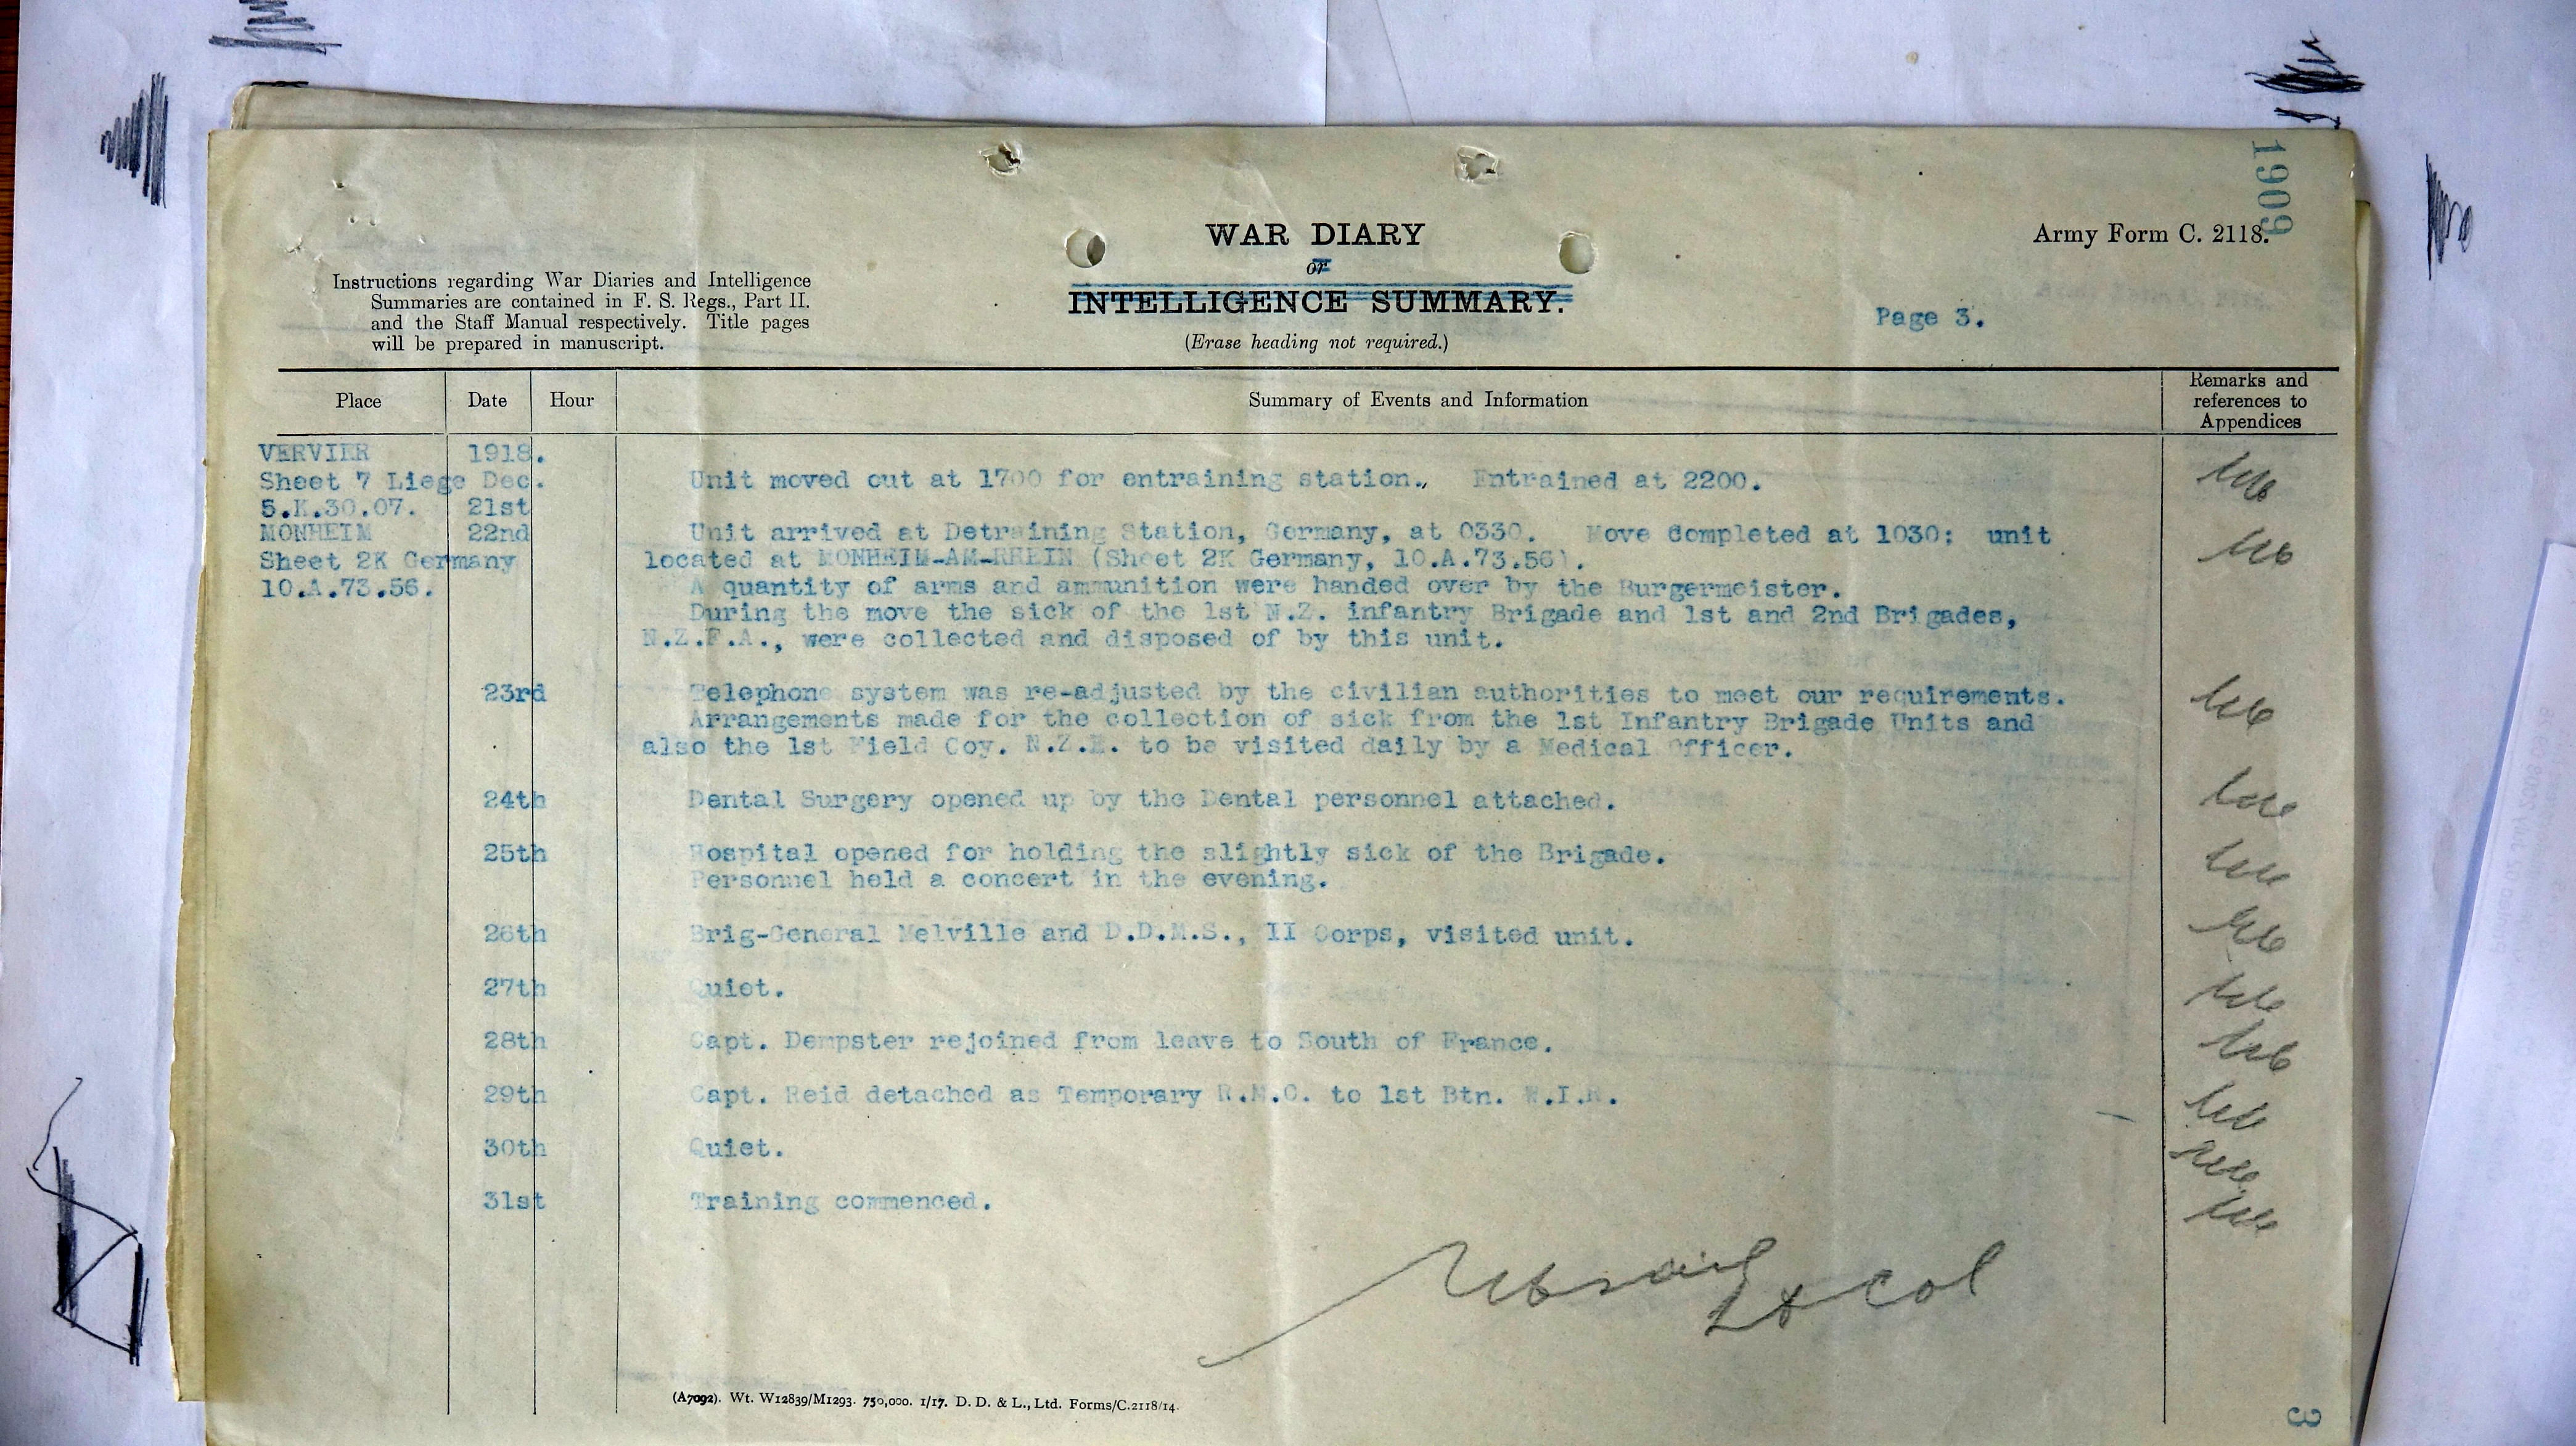 1909
WAR DIARY
or
INTELLIGENCE SUMMARY.
(Erase heading not required.)
Army Form C. 2118.
Instructions regarding War Diaries and Intelligence
Summaries are contained in F. S. Regs., Part II.
and the Staff Manual respectively. Title pages
will be prepared in manuscript.
Page 3.
Place Date Hour Summary of Events and Information Remarks and references to Appendices
VERVIER 1918.
Sheet 7 Liege Dec. Unit moved out at 1700 for entraining station. Entrained at 2200.
5.K.30.07. 21st
MONHEIM 22nd Unit arrived at Detraining Station, Germany, at 0330. Move completed at 1030: unit
Sheet 2K Germany located at MONHEIM-AM-RHEIN (Sheet 2K Germany, 10.A.73.56).
10.A.73.56. A quantity of arms and ammunition were handed over by the Burgermeister.
During the move the sick of the 1st N.Z. infantry Brigade and 1st and 2nd Brigades,
N.Z.F.A., were collected and disposed of by this unit.
23rd Telephone system was re-adjusted by the civilian authorities to meet our requirements.
Arrangements made for the collection of sick from the 1st Infantry Brigade Units and
also the 1st Field Coy. N.Z.E. to be visited daily by a Medical Officer.
24th Dental Surgery opened up by the Dental personnel attached.
25th Hospital opened for holding the slightly sick of the Brigade.
Personnel held a concert in the evening.
26th Brig-General Melville and D.D.M.S., II Corps, visited unit.
27th Quiet.
28th Capt. Dempster rejoined from leave to South of France.
29th Capt. Reid detached as Temporary R.M.O. to 1st Btn. W.I.R.
30th Quiet.
31st Training commenced.
Lt Col
(A7092). Wt. W12839/M1293. 750,000. 1/17. D. D. & L., Ltd. Forms/C.2118/14.
3